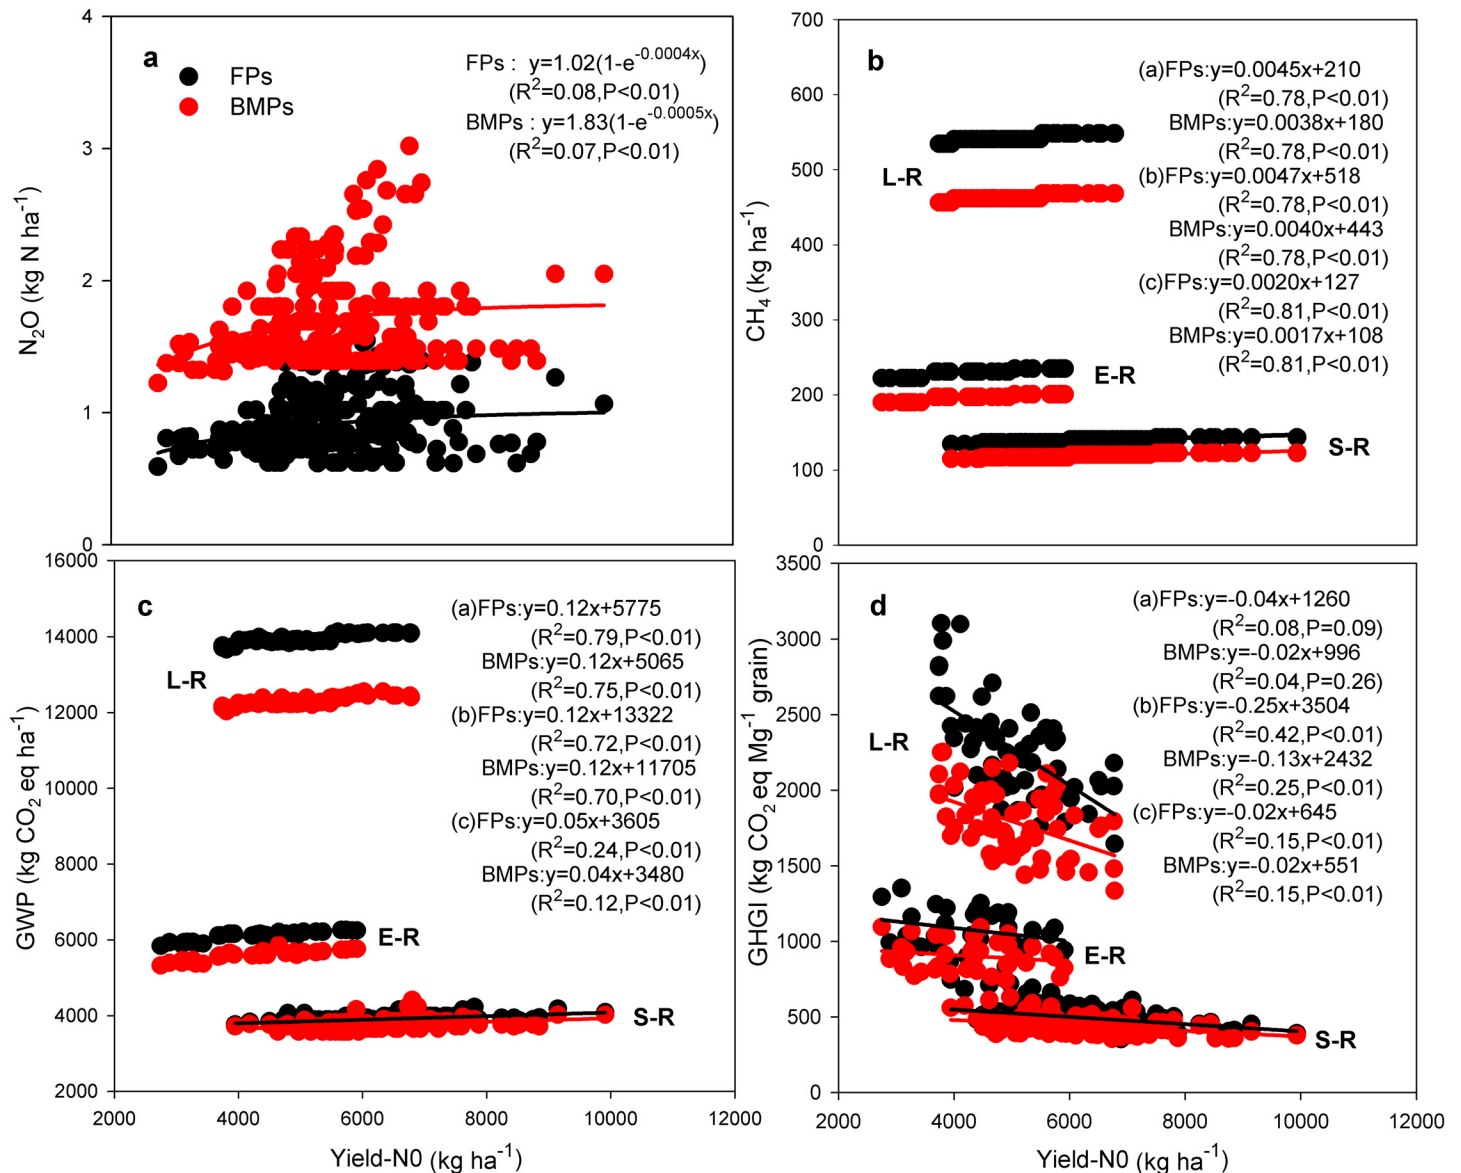 a
FPs
BMPs
FPs : y=1.02(1-e^-0.0004x)
(R²=0.08,P<0.01)
BMPs : y=1.83(1-e^-0.0005x)
(R²=0.07,P<0.01)
4
3
2
1
0
N₂O (kg N ha⁻¹)
b
(a)FPs:y=0.0045x+210
(R²=0.78,P<0.01)
BMPs:y=0.0038x+180
(R²=0.78,P<0.01)
(b)FPs:y=0.0047x+518
(R²=0.78,P<0.01)
BMPs:y=0.0040x+443
(R²=0.78,P<0.01)
(c)FPs:y=0.0020x+127
(R²=0.81,P<0.01)
BMPs:y=0.0017x+108
(R²=0.81,P<0.01)
L-R
E-R
S-R
700
600
500
400
300
200
100
0
CH₄ (kg ha⁻¹)
c
(a)FPs:y=0.12x+5775
(R²=0.79,P<0.01)
BMPs:y=0.12x+5065
(R²=0.75,P<0.01)
(b)FPs:y=0.12x+13322
(R²=0.72,P<0.01)
BMPs:y=0.12x+11705
(R²=0.70,P<0.01)
(c)FPs:y=0.05x+3605
(R²=0.24,P<0.01)
BMPs:y=0.04x+3480
(R²=0.12,P<0.01)
L-R
E-R
S-R
16000
14000
12000
10000
8000
6000
4000
2000
GWP (kg CO₂ eq ha⁻¹)
2000 4000 6000 8000 10000 12000
Yield-N0 (kg ha⁻¹)
d
(a)FPs:y=-0.04x+1260
(R²=0.08,P=0.09)
BMPs:y=-0.02x+996
(R²=0.04,P=0.26)
(b)FPs:y=-0.25x+3504
(R²=0.42,P<0.01)
BMPs:y=-0.13x+2432
(R²=0.25,P<0.01)
(c)FPs:y=-0.02x+645
(R²=0.15,P<0.01)
BMPs:y=-0.02x+551
(R²=0.15,P<0.01)
L-R
E-R
S-R
3500
3000
2500
2000
1500
1000
500
0
GHGI (kg CO₂ eq Mg⁻¹ grain)
2000 4000 6000 8000 10000 12000
Yield-N0 (kg ha⁻¹)